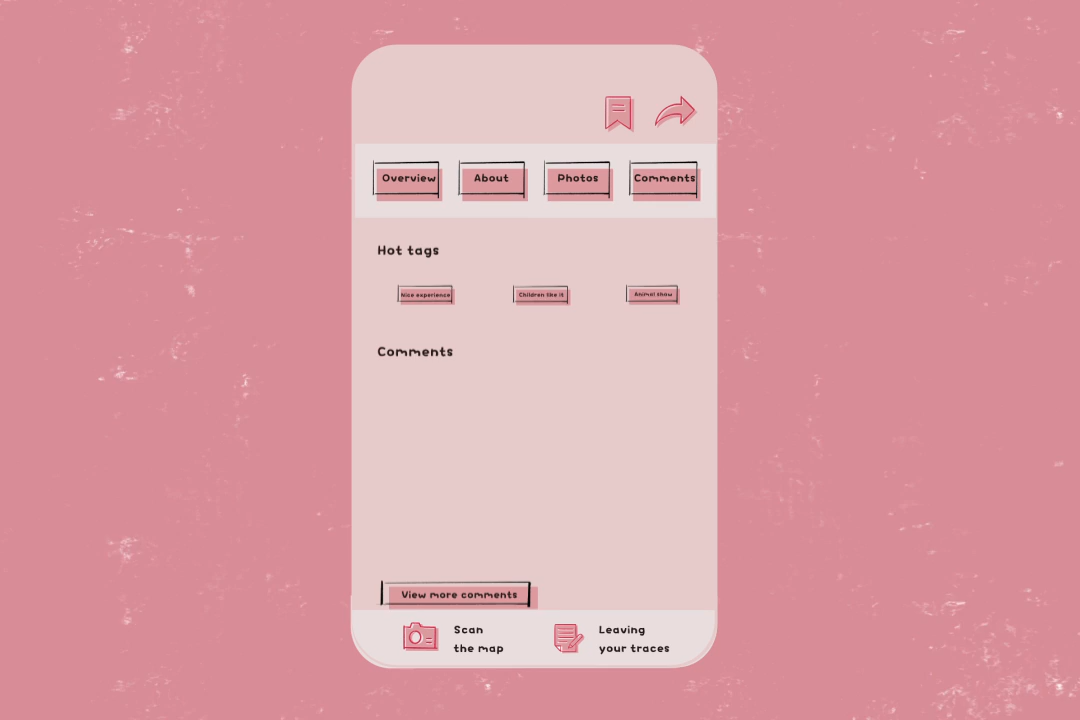 Overview About Photos Comments
Hot tags
Nice experience Children like it Animal show
Comments
View more comments
Scan
the map
Leaving
your traces